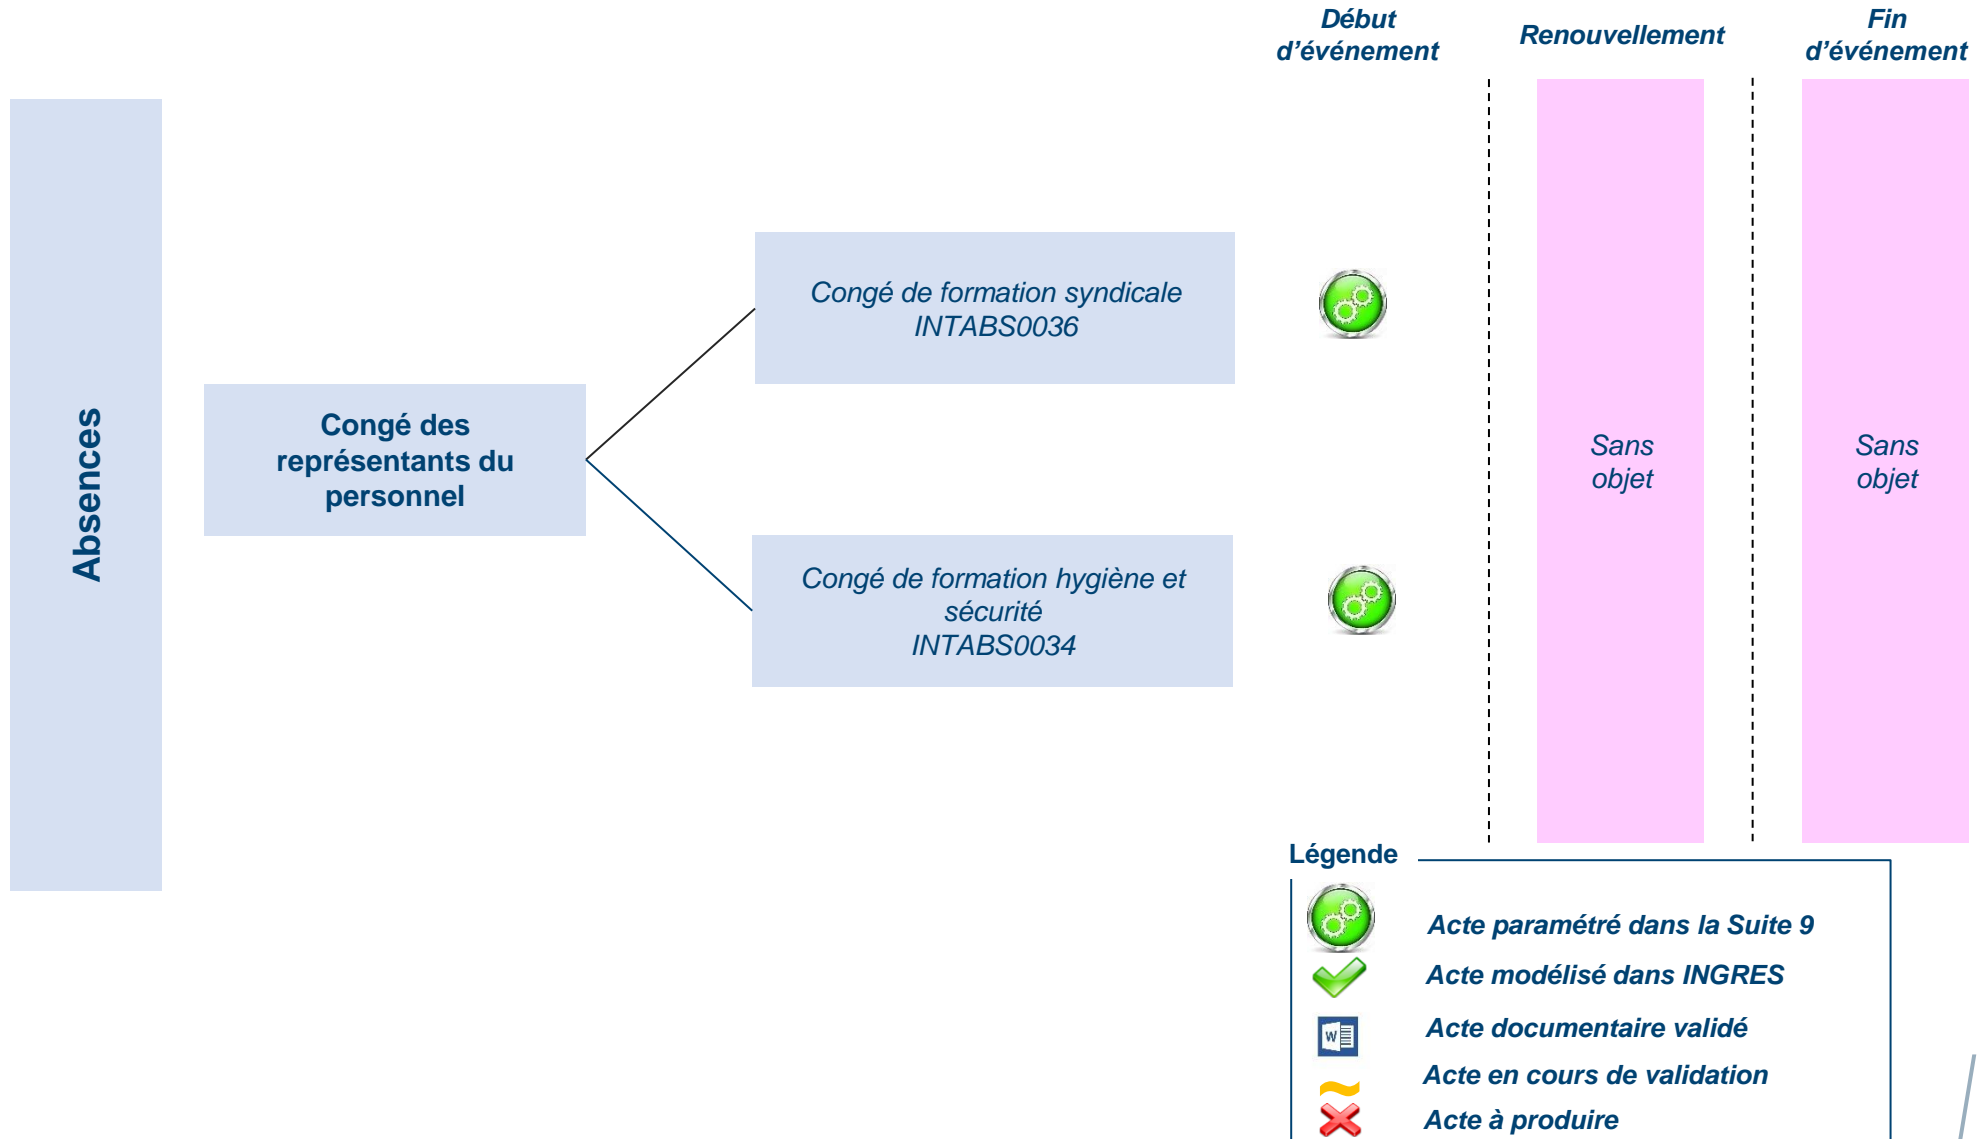 Début
d’événement
Renouvellement
Fin
d’événement
Absences
Congé des
représentants du
personnel
Congé de formation syndicale
INTABS0036
Congé de formation hygiène et
sécurité
INTABS0034
Sans
objet
Sans
objet
Légende
Acte paramétré dans la Suite 9
Acte modélisé dans INGRES
W
Acte documentaire validé
Acte en cours de validation
Acte à produire